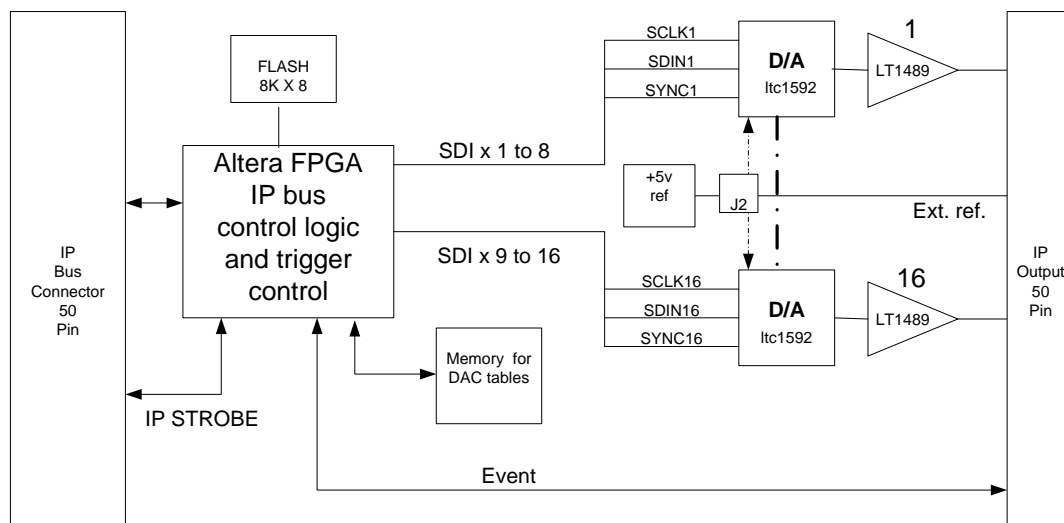 FLASH
8K X 8
Altera FPGA
IP bus
control logic
and trigger
control
IP
Bus
Connector
50
Pin
IP STROBE
Memory for
DAC tables
Event
SDI x 1 to 8
SDI x 9 to 16
SCLK1
SDIN1
SYNC1
D/A
ltc1592
1
LT1489
+5v
ref
J2
Ext. ref.
SCLK16
SDIN16
SYNC16
D/A
ltc1592
16
LT1489
IP
Output
50
Pin